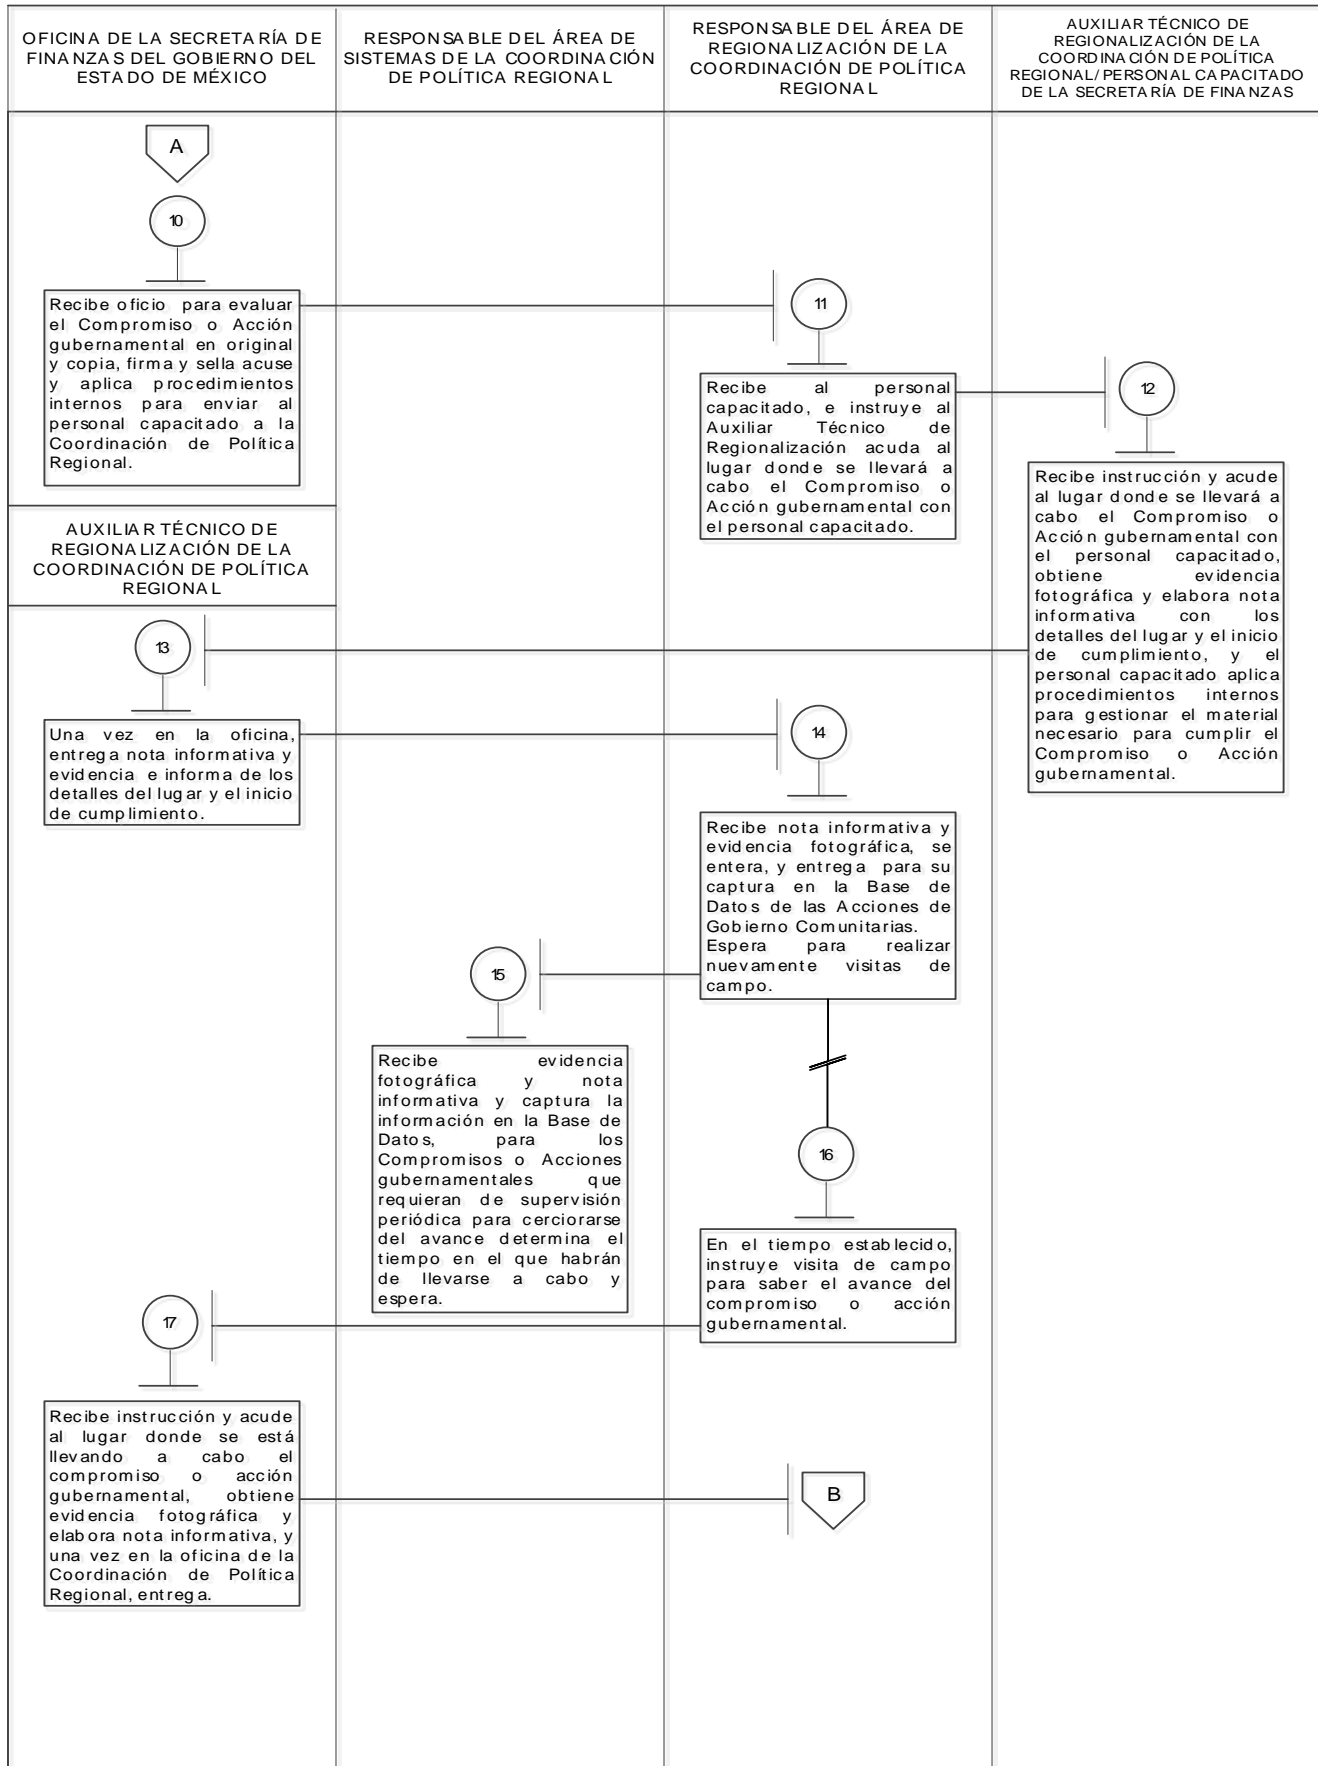 OFICINA DE LA SECRETARÍA DE
FINANZAS DEL GOBIERNO DEL
ESTADO DE MÉXICO
RESPONSABLE DEL ÁREA DE
SISTEMAS DE LA COORDINACIÓN
DE POLÍTICA REGIONAL
RESPONSABLE DEL ÁREA DE
REGIONALIZACIÓN DE LA
COORDINACIÓN DE POLÍTICA
REGIONAL
AUXILIAR TÉCNICO DE
REGIONALIZACIÓN DE LA
COORDINACIÓN DE POLÍTICA
REGIONAL/PERSONAL CAPACITADO
DE LA SECRETARÍA DE FINANZAS
A
10
Recibe oficio para evaluar
el Compromiso o Acción
gubernamental en original
y copia, firma y sella acuse
y aplica procedimientos
internos para enviar al
personal capacitado a la
Coordinación de Política
Regional.
11
Recibe al personal
capacitado, e instruye al
Auxiliar Técnico de
Regionalización acuda al
lugar donde se llevará a
cabo el Compromiso o
Acción gubernamental con
el personal capacitado.
12
Recibe instrucción y acude
al lugar donde se llevará a
cabo el Compromiso o
Acción gubernamental con
el personal capacitado,
obtiene evidencia
fotográfica y elabora nota
informativa con los
detalles del lugar y el inicio
de cumplimiento, y el
personal capacitado aplica
procedimientos internos
para gestionar el material
necesario para cumplir el
Compromiso o Acción
gubernamental.
AUXILIAR TÉCNICO DE
REGIONALIZACIÓN DE LA
COORDINACIÓN DE POLÍTICA
REGIONAL
13
Una vez en la oficina,
entrega nota informativa y
evidencia e informa de los
detalles del lugar y el inicio
de cumplimiento.
14
Recibe nota informativa y
evidencia fotográfica, se
entera, y entrega para su
captura en la Base de
Datos de las Acciones de
Gobierno Comunitarias.
Espera para realizar
nuevamente visitas de
campo.
15
Recibe evidencia
fotográfica y nota
informativa y captura la
información en la Base de
Datos, para los
Compromisos o Acciones
gubernamentales que
requieran de supervisión
periódica para cerciorarse
del avance determina el
tiempo en el que habrán
de llevarse a cabo y
espera.
16
En el tiempo establecido,
instruye visita de campo
para saber el avance del
compromiso o acción
gubernamental.
17
Recibe instrucción y acude
al lugar donde se está
llevando a cabo el
compromiso o acción
gubernamental, obtiene
evidencia fotográfica y
elabora nota informativa, y
una vez en la oficina de la
Coordinación de Política
Regional, entrega.
B